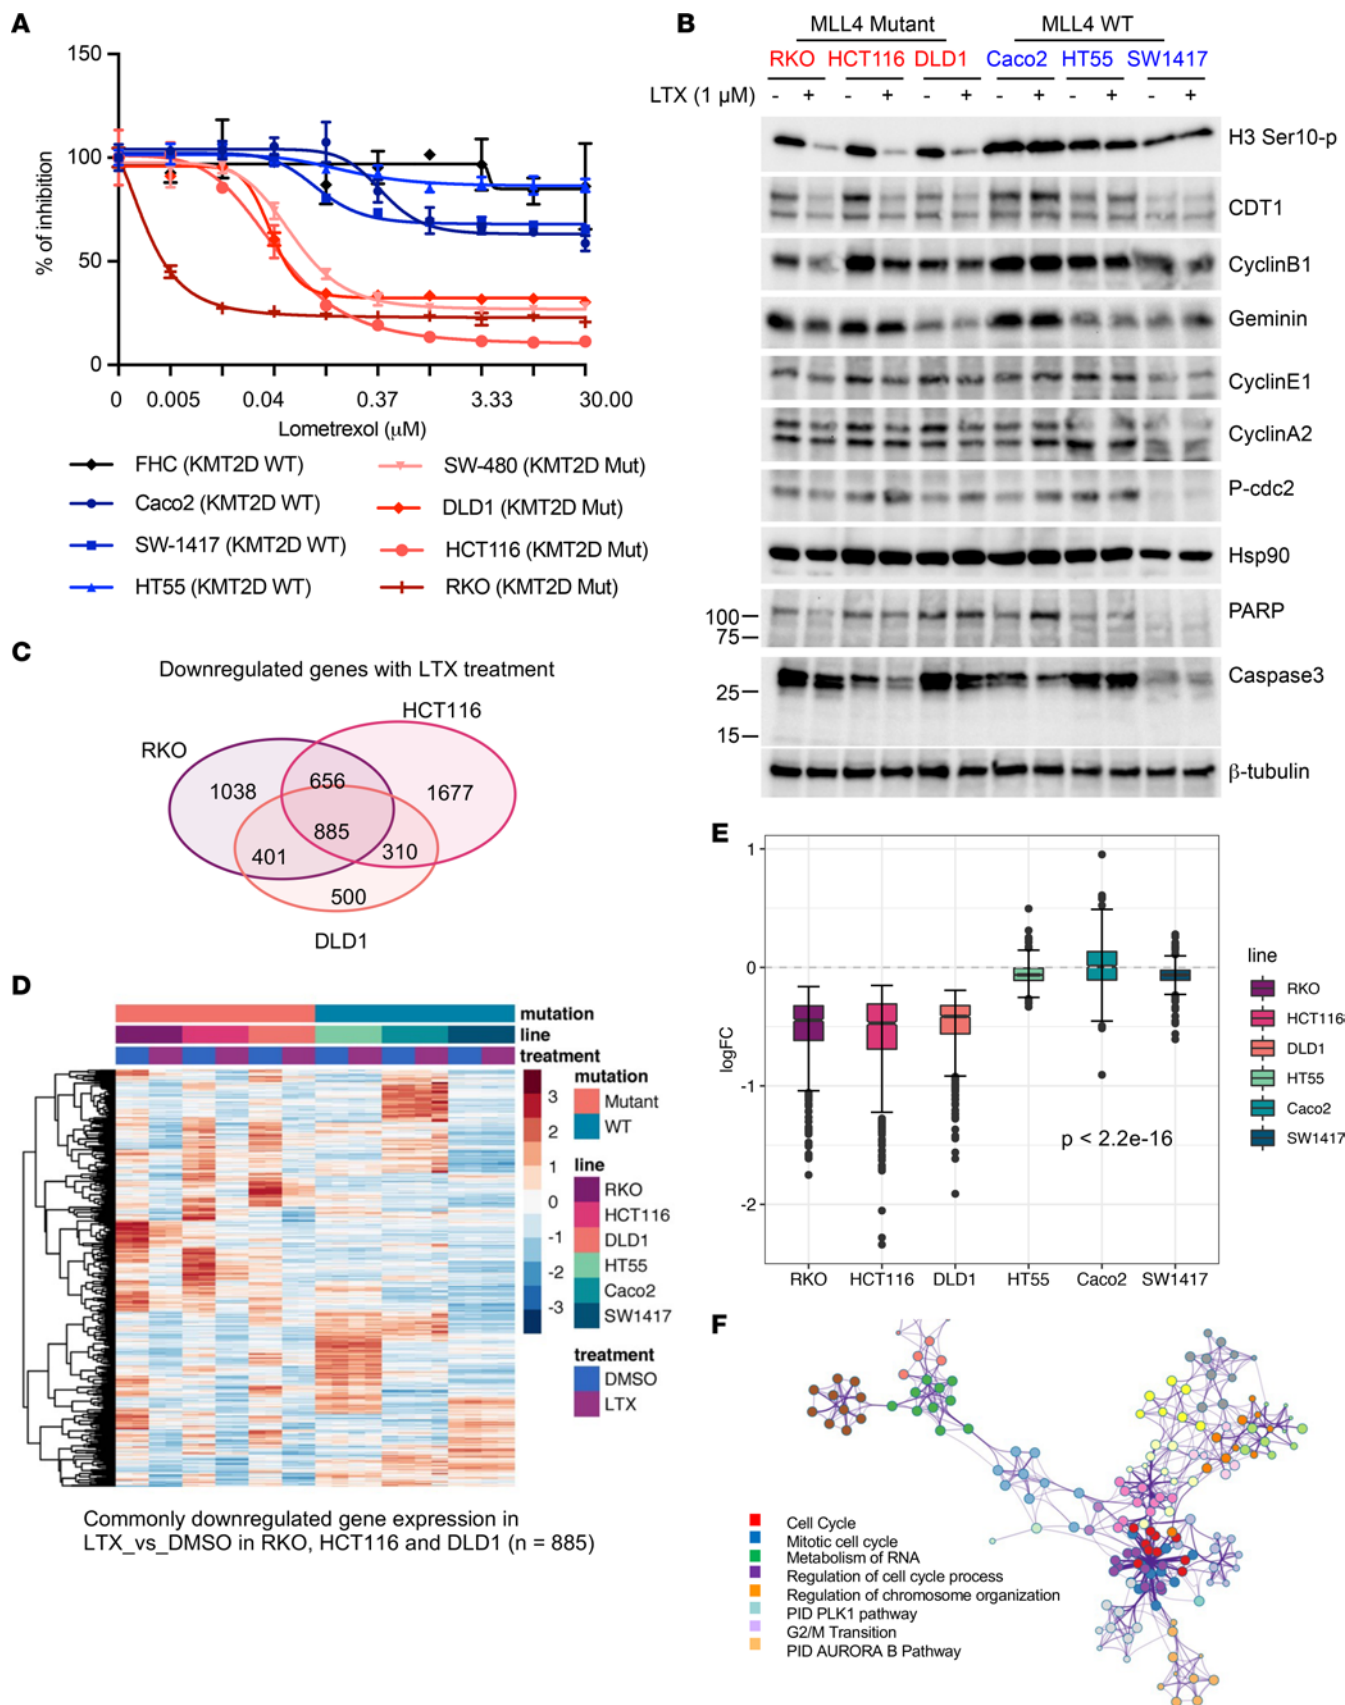 A
150
100
50
0
% of inhibition
0 0.005 0.04 0.37 3.33 30.00
Lometrexol (μM)
FHC (KMT2D WT)
SW-480 (KMT2D Mut)
Caco2 (KMT2D WT)
DLD1 (KMT2D Mut)
SW-1417 (KMT2D WT)
HCT116 (KMT2D Mut)
HT55 (KMT2D WT)
RKO (KMT2D Mut)
B
MLL4 Mutant MLL4 WT
RKO HCT116 DLD1 Caco2 HT55 SW1417
LTX (1 μM) - + - + - + - + - + - +
H3 Ser10-p
CDT1
CyclinB1
Geminin
CyclinE1
CyclinA2
P-cdc2
Hsp90
100
75
PARP
25
15
Caspase3
β-tubulin
C
Downregulated genes with LTX treatment
HCT116
RKO
1038 656 1677
885
401 310
500
DLD1
D
mutation
line
treatment
3
2
1
0
-1
-2
-3
mutation
Mutant
WT
line
RKO
HCT116
DLD1
HT55
Caco2
SW1417
treatment
DMSO
LTX
Commonly downregulated gene expression in
LTX_vs_DMSO in RKO, HCT116 and DLD1 (n = 885)
E
1
0
-1
-2
logFC
p < 2.2e-16
RKO HCT116 DLD1 HT55 Caco2 SW1417
line
RKO
HCT116
DLD1
HT55
Caco2
SW1417
F
Cell Cycle
Mitotic cell cycle
Metabolism of RNA
Regulation of cell cycle process
Regulation of chromosome organization
PID PLK1 pathway
G2/M Transition
PID AURORA B Pathway